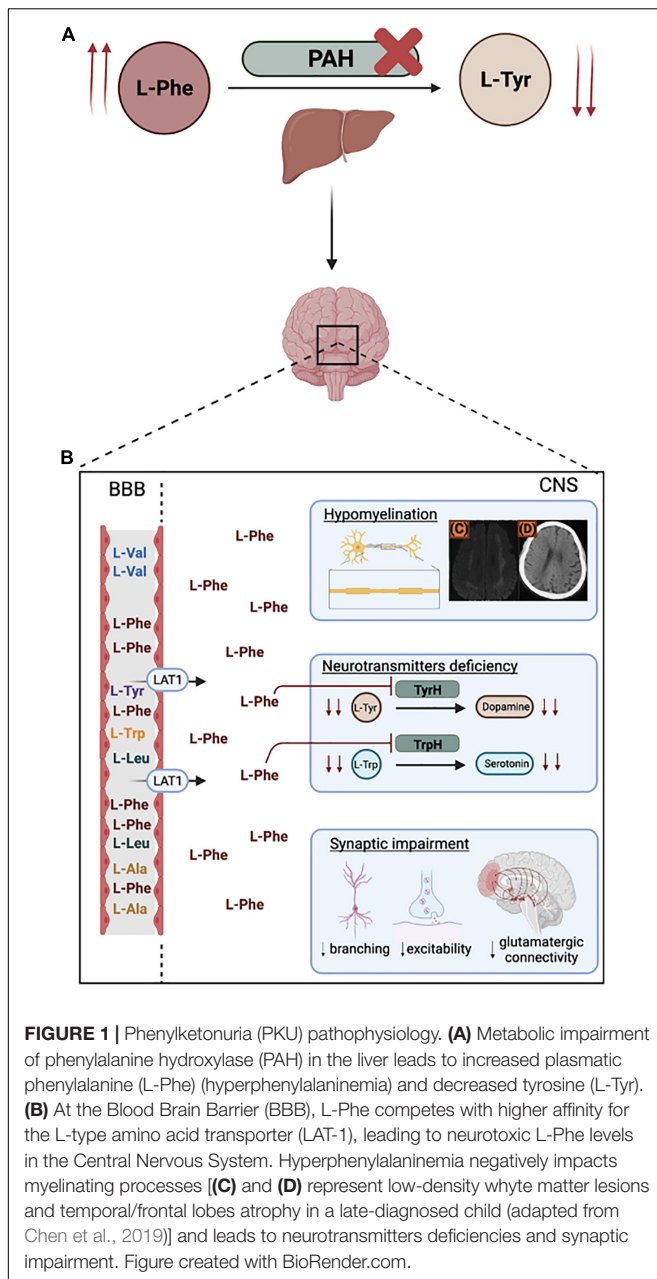 A
L-Phe
PAH
L-Tyr
B
BBB
CNS
L-Val
L-Val
L-Phe
L-Phe
L-Tyr
LAT1
L-Phe
L-Trp
L-Leu
LAT1
L-Phe
L-Phe
L-Leu
L-Ala
L-Phe
L-Ala
L-Phe
L-Phe
L-Phe
L-Phe
L-Phe
L-Phe
L-Phe
L-Phe
L-Phe
L-Phe
Hypomyelination
(C)
(D)
Neurotransmitters deficiency
TyrH
L-Tyr
Dopamine
TrpH
L-Trp
Serotonin
Synaptic impairment
↓ branching
↓ excitability
↓ glutamatergic
connectivity
FIGURE 1 | Phenylketonuria (PKU) pathophysiology. (A) Metabolic impairment
of phenylalanine hydroxylase (PAH) in the liver leads to increased plasmatic
phenylalanine (L-Phe) (hyperphenylalaninemia) and decreased tyrosine (L-Tyr).
(B) At the Blood Brain Barrier (BBB), L-Phe competes with higher affinity for
the L-type amino acid transporter (LAT-1), leading to neurotoxic L-Phe levels
in the Central Nervous System. Hyperphenylalaninemia negatively impacts
myelinating processes [(C) and (D) represent low-density whyte matter lesions
and temporal/frontal lobes atrophy in a late-diagnosed child (adapted from
Chen et al., 2019)] and leads to neurotransmitters deficiencies and synaptic
impairment. Figure created with BioRender.com.